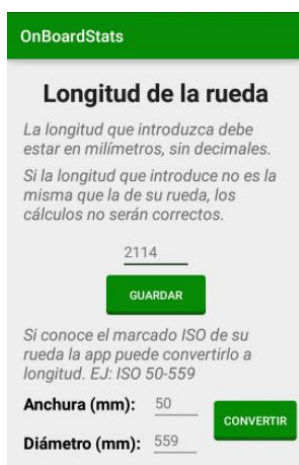 OnBoardStats
Longitud de la rueda
La longitud que introduzca debe
estar en milímetros, sin decimales.
Si la longitud que introduce no es la
misma que la de su rueda, los
cálculos no serán correctos.
2114
GUARDAR
Si conoce el marcado ISO de su
rueda la app puede convertirlo a
longitud. EJ: ISO 50-559
Anchura (mm): 50
CONVERTIR
Diámetro (mm): 559